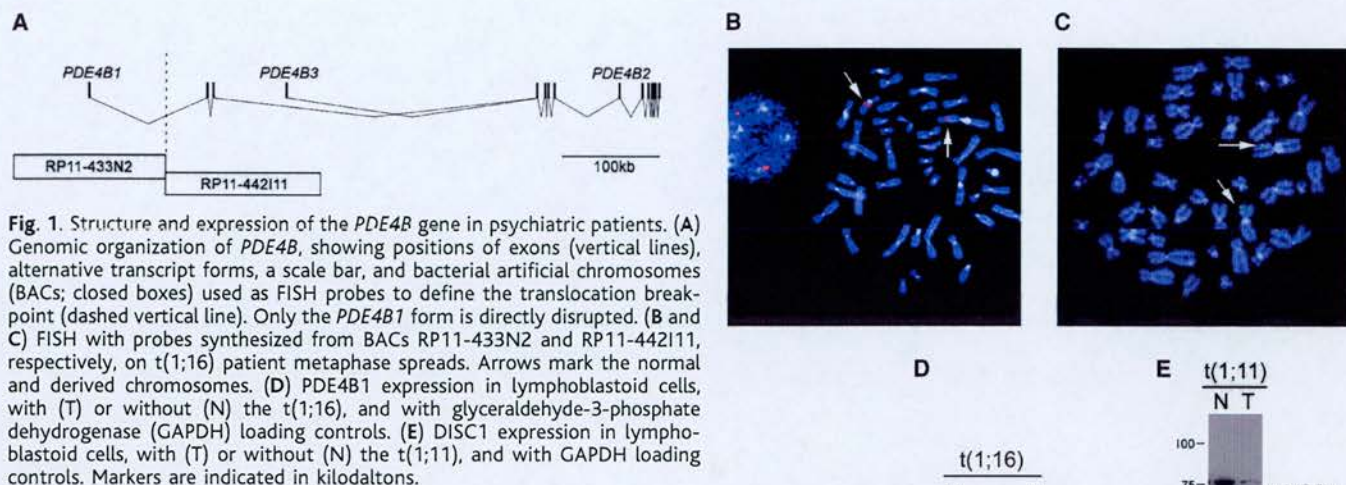 A
PDE4B1
PDE4B3
PDE4B2
RP11-433N2
RP11-442I11
100kb
Fig. 1. Structure and expression of the PDE4B gene in psychiatric patients. (A)
Genomic organization of PDE4B, showing positions of exons (vertical lines),
alternative transcript forms, a scale bar, and bacterial artificial chromosomes
(BACs; closed boxes) used as FISH probes to define the translocation break-
point (dashed vertical line). Only the PDE4B1 form is directly disrupted. (B and
C) FISH with probes synthesized from BACs RP11-433N2 and RP11-442I11,
respectively, on t(1;16) patient metaphase spreads. Arrows mark the normal
and derived chromosomes. (D) PDE4B1 expression in lymphoblastoid cells,
with (T) or without (N) the t(1;16), and with glyceraldehyde-3-phosphate
dehydrogenase (GAPDH) loading controls. (E) DISC1 expression in lympho-
blastoid cells, with (T) or without (N) the t(1;11), and with GAPDH loading
controls. Markers are indicated in kilodaltons.
B
C
D
t(1;16)
E
t(1;11)
N T
100-
75-